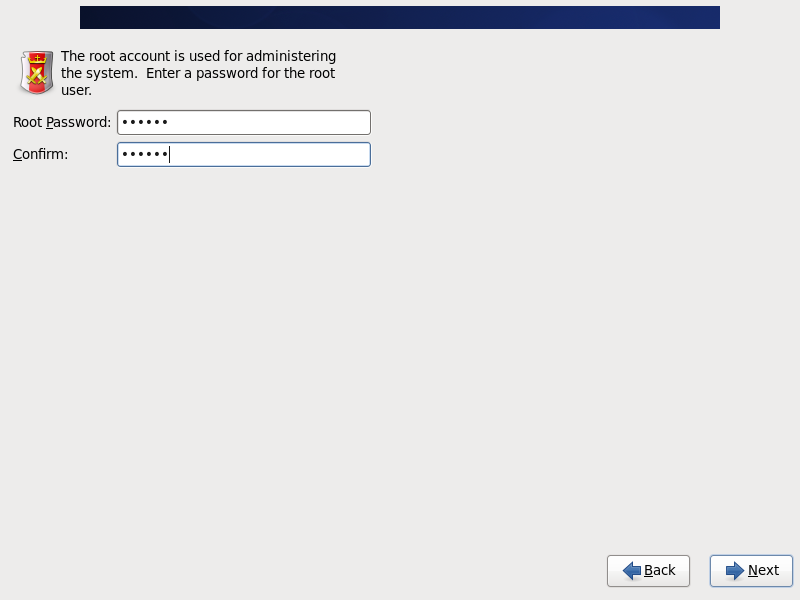 The root account is used for administering
the system.  Enter a password for the root
user.
Root Password: ••••••
Confirm: ••••••
Back Next